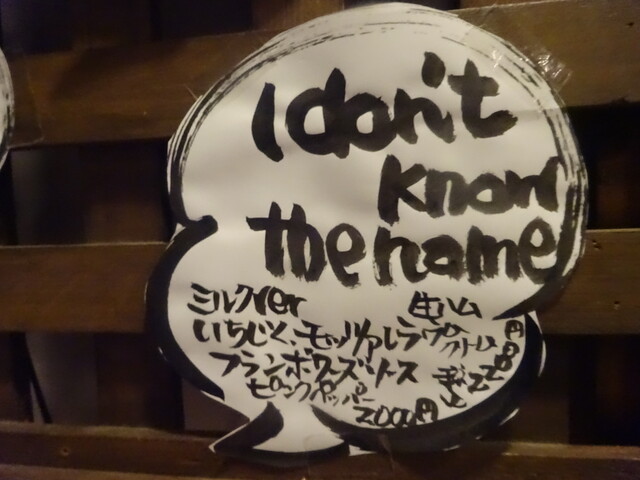 I don't
know
the name
ミルクver
いちじく、モッツァレラ
フランボワーズソース
ピンクペッパー
2000円
生ハム